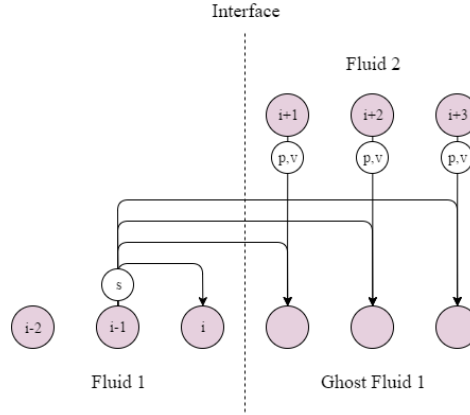 Interface
Fluid 2
i+1 i+2 i+3
p,v p,v p,v
s
i-2 i-1 i
Fluid 1 Ghost Fluid 1